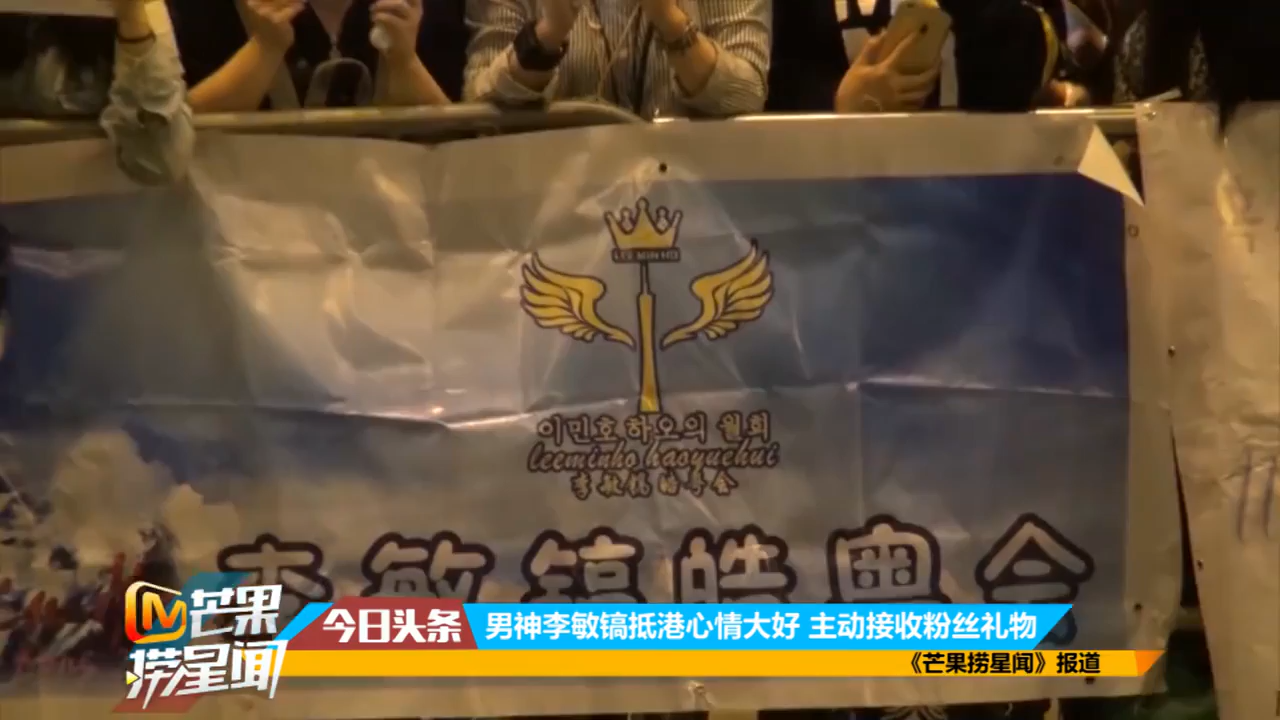 LEE MIN HO
이민호 하오의 월회
leeminho haoyuehui
李敏镐皓粤会
李敏镐皓粤会
芒果
捞星闻
今日头条
男神李敏镐抵港心情大好 主动接收粉丝礼物
《芒果捞星闻》报道